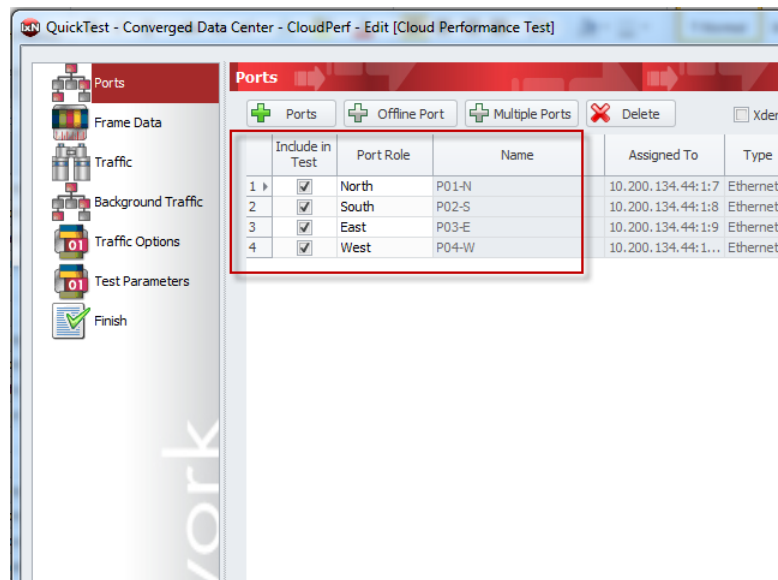 IxN QuickTest - Converged Data Center - CloudPerf - Edit [Cloud Performance Test]
Ports
Frame Data
Traffic
Background Traffic
Traffic Options
Test Parameters
Finish
Ports
Ports Offline Port Multiple Ports Delete
Include in Test Port Role Name Assigned To Type
1 North P01-N 10.200.134.44:1:7 Ethernet
2 South P02-S 10.200.134.44:1:8 Ethernet
3 East P03-E 10.200.134.44:1:9 Ethernet
4 West P04-W 10.200.134.44:1... Ethernet
work